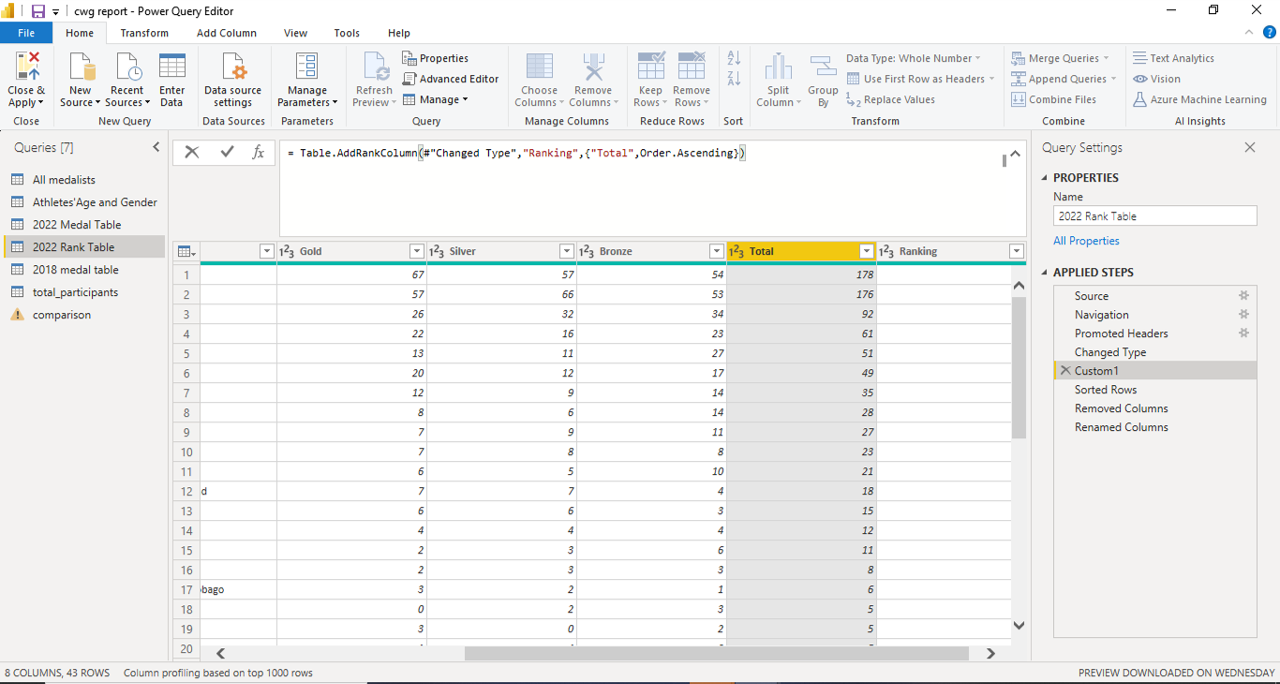 cwg report - Power Query Editor
File Home Transform Add Column View Tools Help
Close & Apply
New Source
Recent Sources
Enter Data
Data source settings
Manage Parameters
Refresh Preview
Properties
Advanced Editor
Manage
Choose Columns
Remove Columns
Keep Rows
Remove Rows
Split Column
Group By
Data Type: Whole Number
Use First Row as Headers
Replace Values
Merge Queries
Append Queries
Combine Files
Text Analytics
Vision
Azure Machine Learning
Close New Query Data Sources Parameters Query Manage Columns Reduce Rows Sort Transform Combine AI Insights
Queries [7]
All medalists
Athletes'Age and Gender
2022 Medal Table
2022 Rank Table
2018 medal table
total_participants
comparison
fx = Table.AddRankColumn(#"Changed Type","Ranking",{"Total",Order.Ascending})
1²3 Gold 1²3 Silver 1²3 Bronze 1²3 Total 1²3 Ranking
1 67 57 54 178
2 57 66 53 176
3 26 32 34 92
4 22 16 23 61
5 13 11 27 51
6 20 12 17 49
7 12 9 14 35
8 8 6 14 28
9 7 9 11 27
10 7 8 8 23
11 6 5 10 21
12 d 7 7 4 18
13 6 6 3 15
14 4 4 4 12
15 2 3 6 11
16 2 3 3 8
17 bago 3 2 1 6
18 0 2 3 5
19 3 0 2 5
20
Query Settings
PROPERTIES
Name
2022 Rank Table
All Properties
APPLIED STEPS
Source
Navigation
Promoted Headers
Changed Type
Custom1
Sorted Rows
Removed Columns
Renamed Columns
8 COLUMNS, 43 ROWS Column profiling based on top 1000 rows
PREVIEW DOWNLOADED ON WEDNESDAY